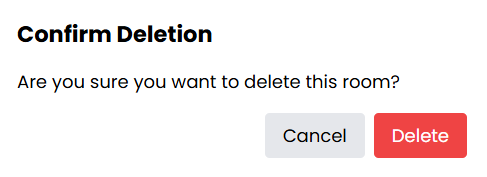 Confirm Deletion
Are you sure you want to delete this room?
Cancel Delete